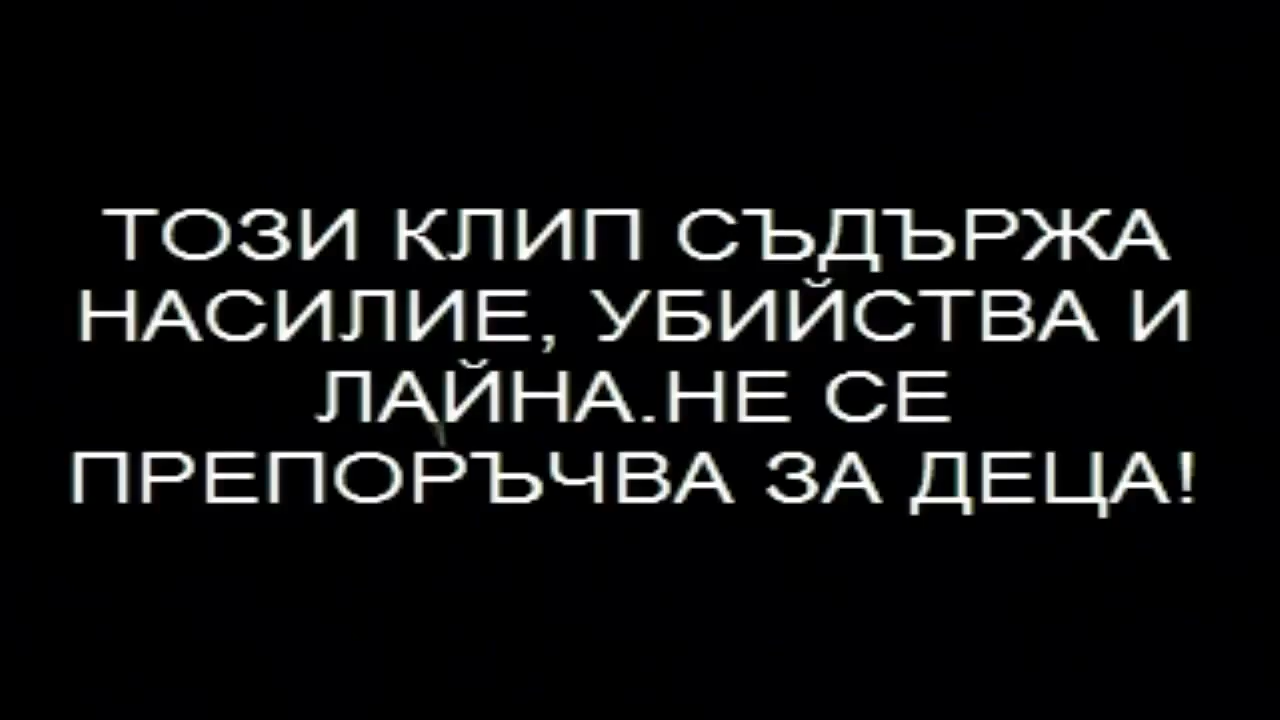 ТОЗИ КЛИП СЪДЪРЖА
НАСИЛИЕ, УБИЙСТВА И
ЛАЙНА.НЕ СЕ
ПРЕПОРЪЧВА ЗА ДЕЦА!